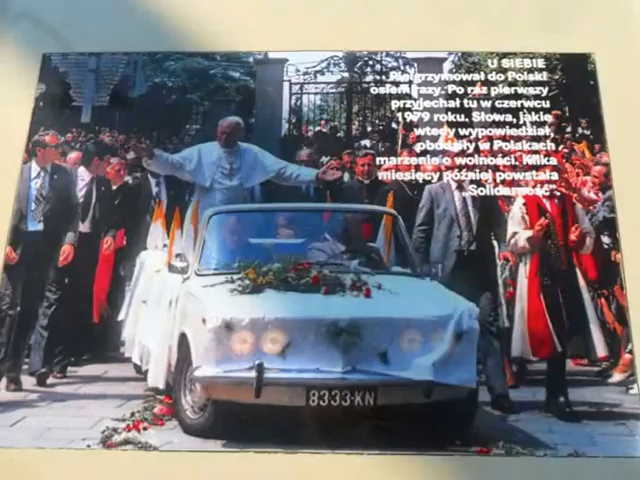 U SIEBIE
Pielgrzymował do Polski
osiem razy. Po raz pierwszy
przyjechał tu w czerwcu
1979 roku. Słowa, jakie
wtedy wypowiedział,
pbudziły w Polakach
marzenie o wolności. Kilka
miesięcy później powstała
„Solidarność”.
8333·KN